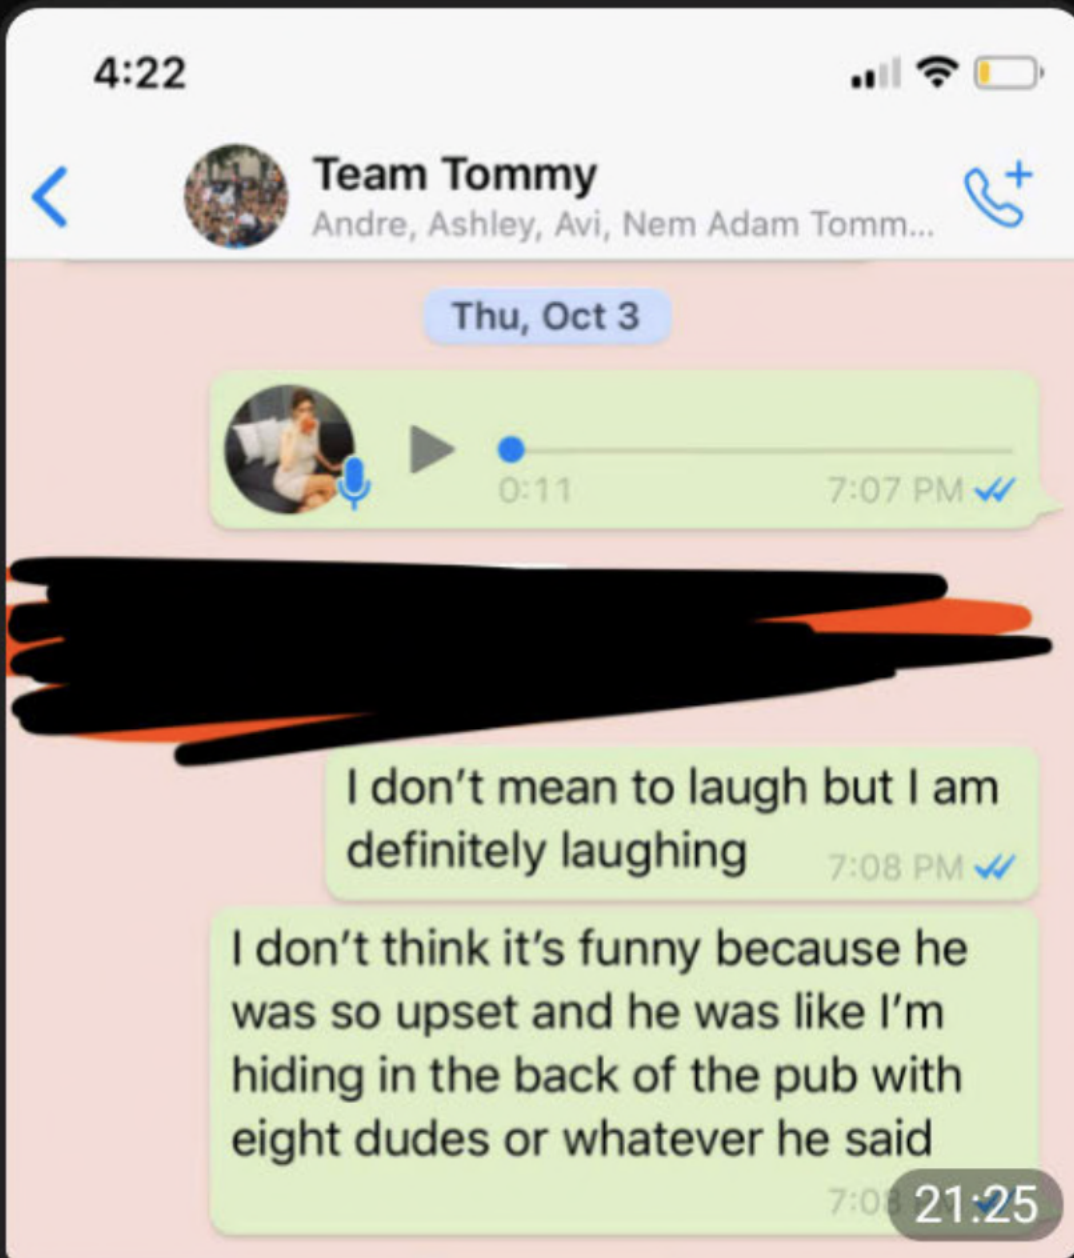 4:22
Team Tommy
Andre, Ashley, Avi, Nem Adam Tomm...
Thu, Oct 3
0:11 7:07 PM
I don't mean to laugh but I am
definitely laughing 7:08 PM
I don't think it's funny because he
was so upset and he was like I'm
hiding in the back of the pub with
eight dudes or whatever he said
21:25